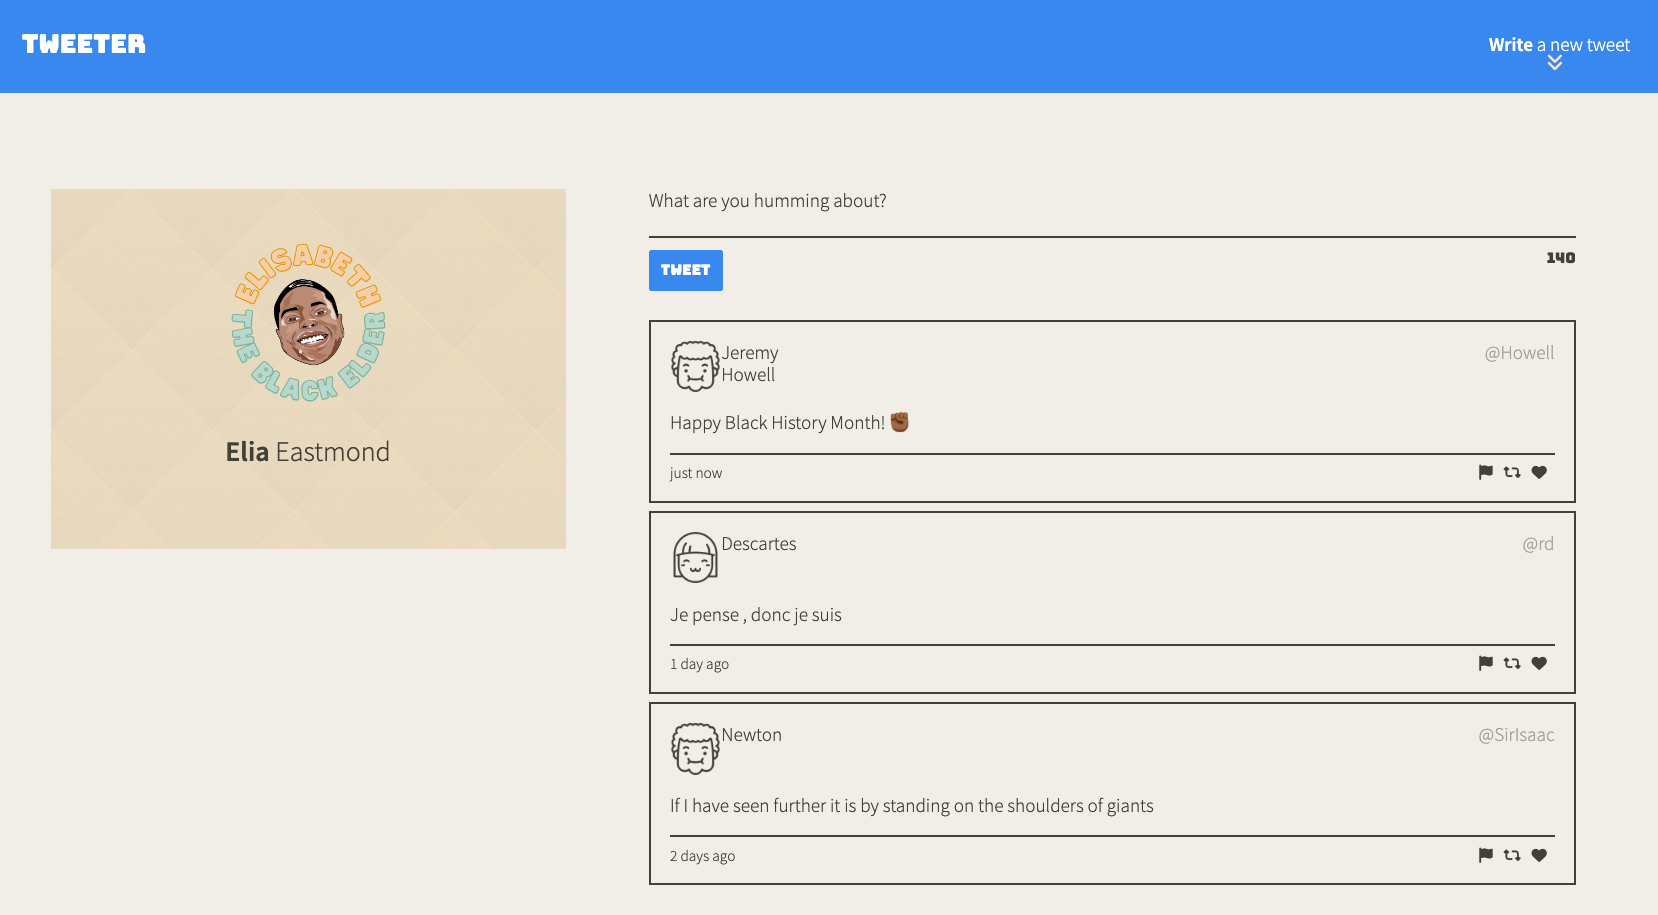 TWEETER
Write a new tweet
ELISABETH
THE BLACK ELDER
Elia Eastmond
What are you humming about?
TWEET
140
Jeremy
Howell
@Howell
Happy Black History Month! ✊🏾
just now
Descartes
@rd
Je pense , donc je suis
1 day ago
Newton
@SirIsaac
If I have seen further it is by standing on the shoulders of giants
2 days ago